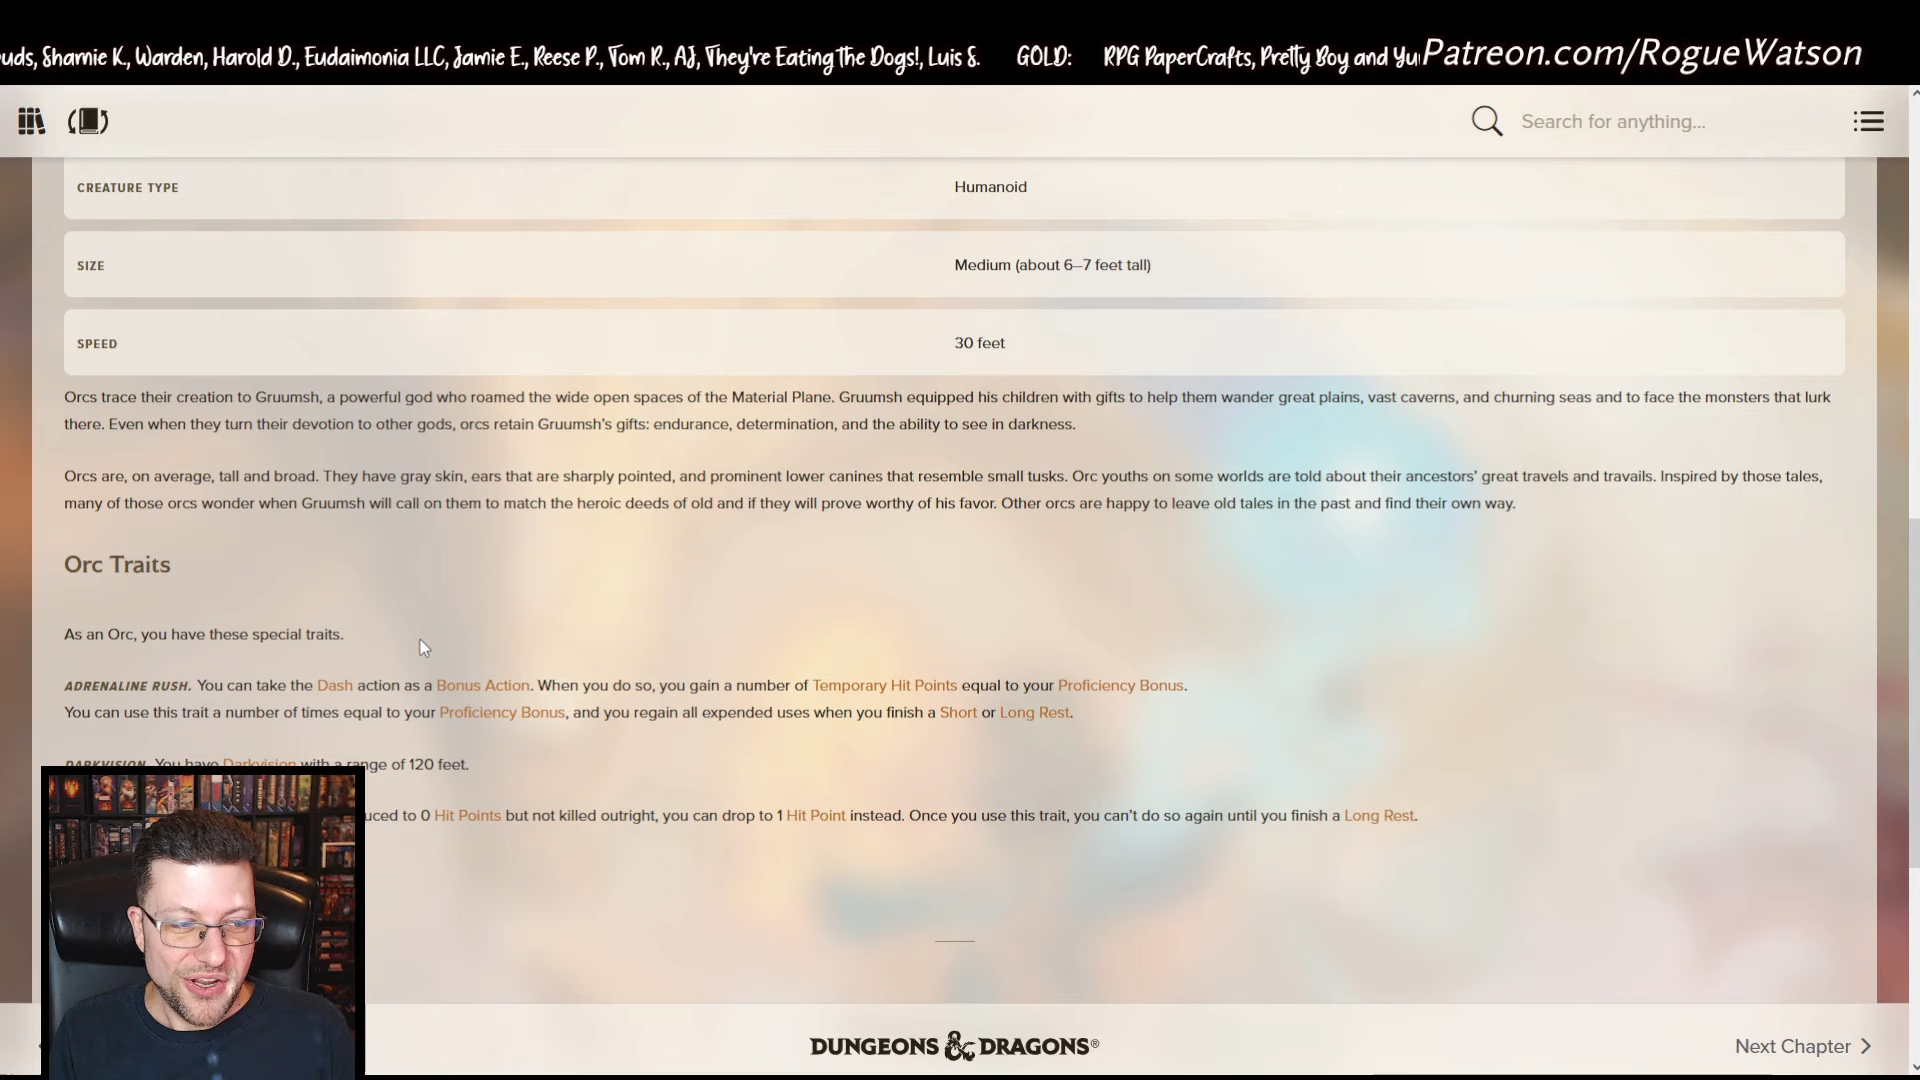 uds, Sharnie K., Warden, Harold D., Eudaimonia LLC, Jamie E., Reese P., Tom R., AJ, They're Eating The Dogs!, Luis S. GOLD: RPG PaperCrafts, Pretty Boy and Yu
Patreon.com/RogueWatson
Search for anything...
CREATURE TYPE Humanoid
SIZE Medium (about 6–7 feet tall)
SPEED 30 feet
Orcs trace their creation to Gruumsh, a powerful god who roamed the wide open spaces of the Material Plane. Gruumsh equipped his children with gifts to help them wander great plains, vast caverns, and churning seas and to face the monsters that lurk
there. Even when they turn their devotion to other gods, orcs retain Gruumsh's gifts: endurance, determination, and the ability to see in darkness.
Orcs are, on average, tall and broad. They have gray skin, ears that are sharply pointed, and prominent lower canines that resemble small tusks. Orc youths on some worlds are told about their ancestors' great travels and travails. Inspired by those tales,
many of those orcs wonder when Gruumsh will call on them to match the heroic deeds of old and if they will prove worthy of his favor. Other orcs are happy to leave old tales in the past and find their own way.
Orc Traits
As an Orc, you have these special traits.
ADRENALINE RUSH. You can take the Dash action as a Bonus Action. When you do so, you gain a number of Temporary Hit Points equal to your Proficiency Bonus.
You can use this trait a number of times equal to your Proficiency Bonus, and you regain all expended uses when you finish a Short or Long Rest.
DARKVISION. You have Darkvision with a range of 120 feet.
uced to 0 Hit Points but not killed outright, you can drop to 1 Hit Point instead. Once you use this trait, you can't do so again until you finish a Long Rest.
DUNGEONS & DRAGONS®
Next Chapter